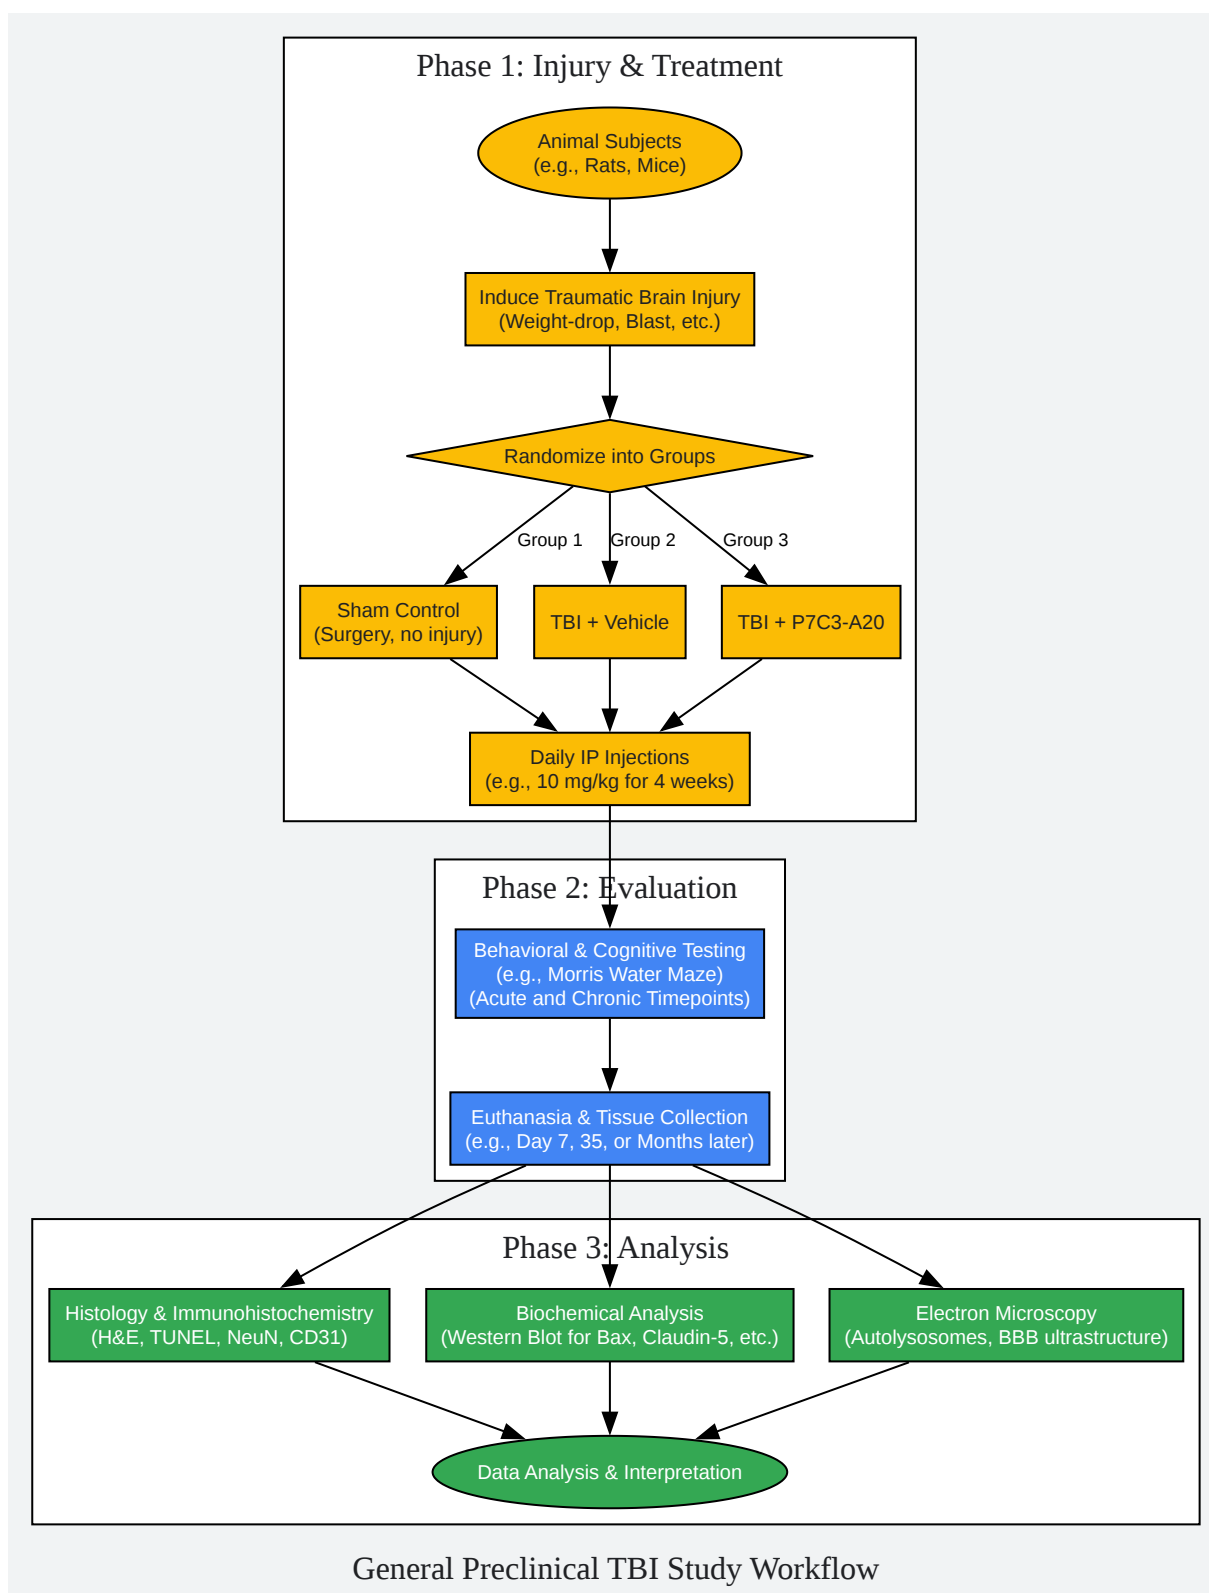 Phase 1: Injury & Treatment
Animal Subjects
(e.g., Rats, Mice)
Induce Traumatic Brain Injury
(Weight-drop, Blast, etc.)
Randomize into Groups
Group 1
Group 2
Group 3
Sham Control
(Surgery, no injury)
TBI + Vehicle
TBI + P7C3-A20
Daily IP Injections
(e.g., 10 mg/kg for 4 weeks)
Phase 2: Evaluation
Behavioral & Cognitive Testing
(e.g., Morris Water Maze)
(Acute and Chronic Timepoints)
Euthanasia & Tissue Collection
(e.g., Day 7, 35, or Months later)
Phase 3: Analysis
Histology & Immunohistochemistry
(H&E, TUNEL, NeuN, CD31)
Biochemical Analysis
(Western Blot for Bax, Claudin-5, etc.)
Electron Microscopy
(Autolysosomes, BBB ultrastructure)
Data Analysis & Interpretation
General Preclinical TBI Study Workflow